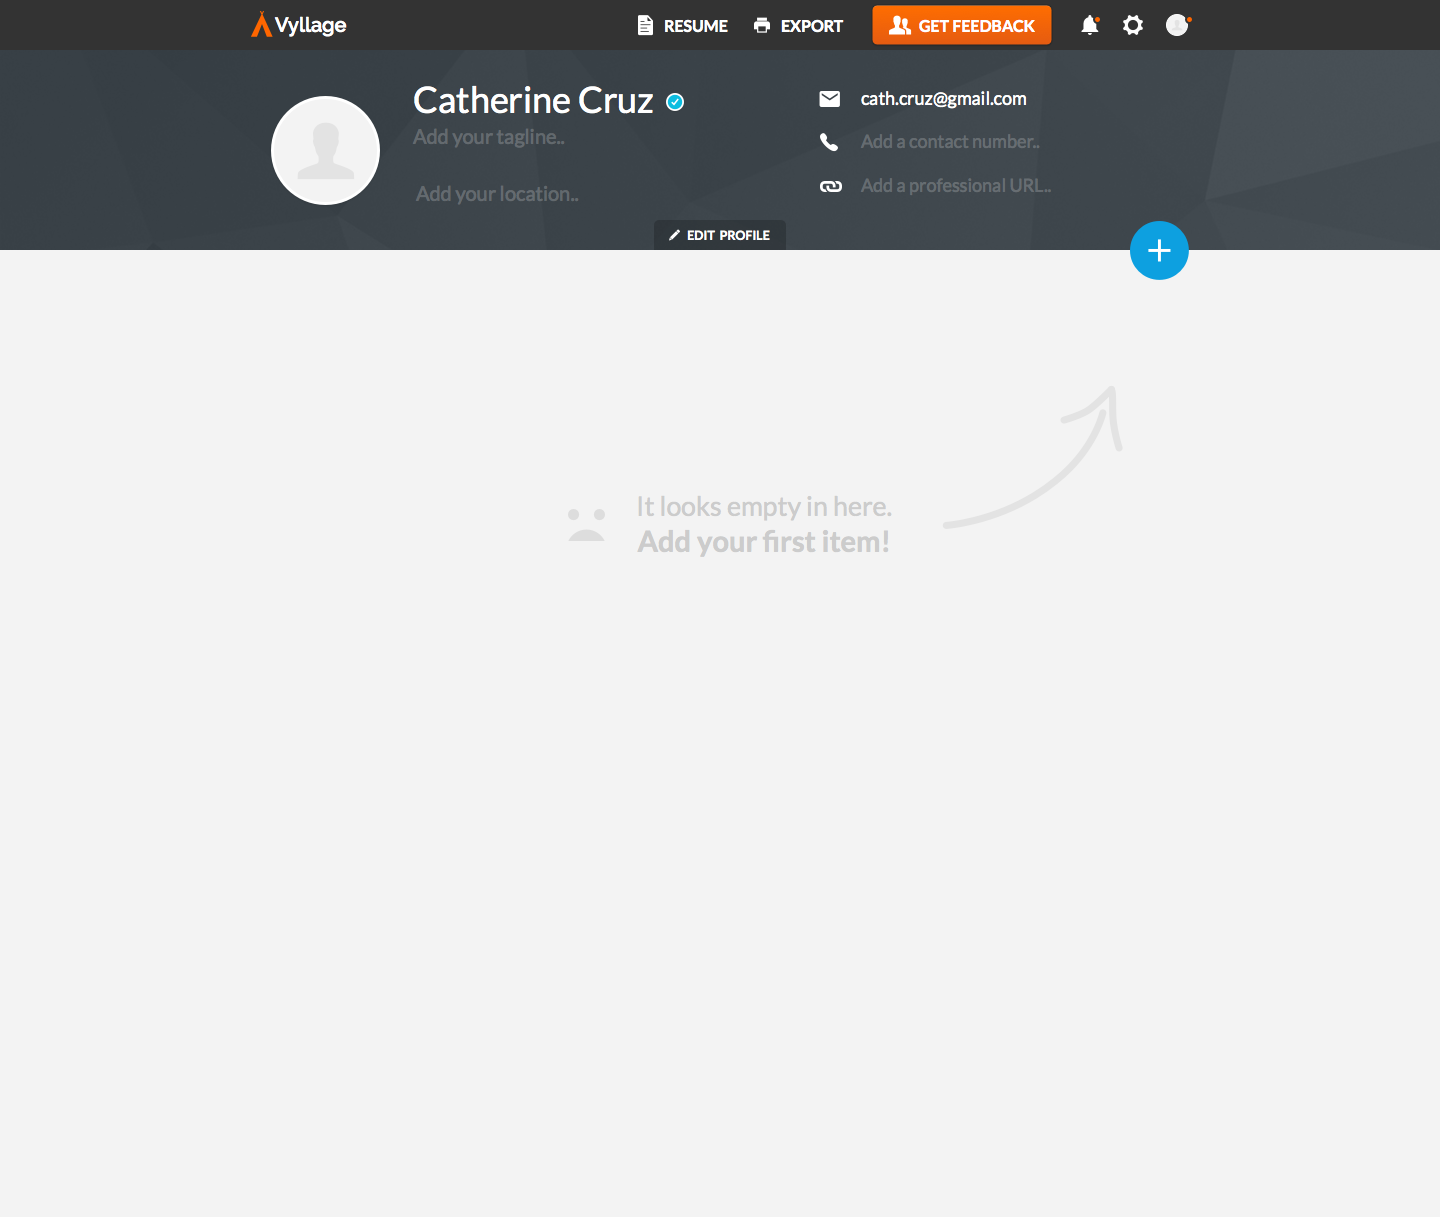 Vyllage
RESUME
EXPORT
GET FEEDBACK
Catherine Cruz
Add your tagline..
Add your location..
cath.cruz@gmail.com
Add a contact number..
Add a professional URL..
EDIT PROFILE
It looks empty in here.
Add your first item!